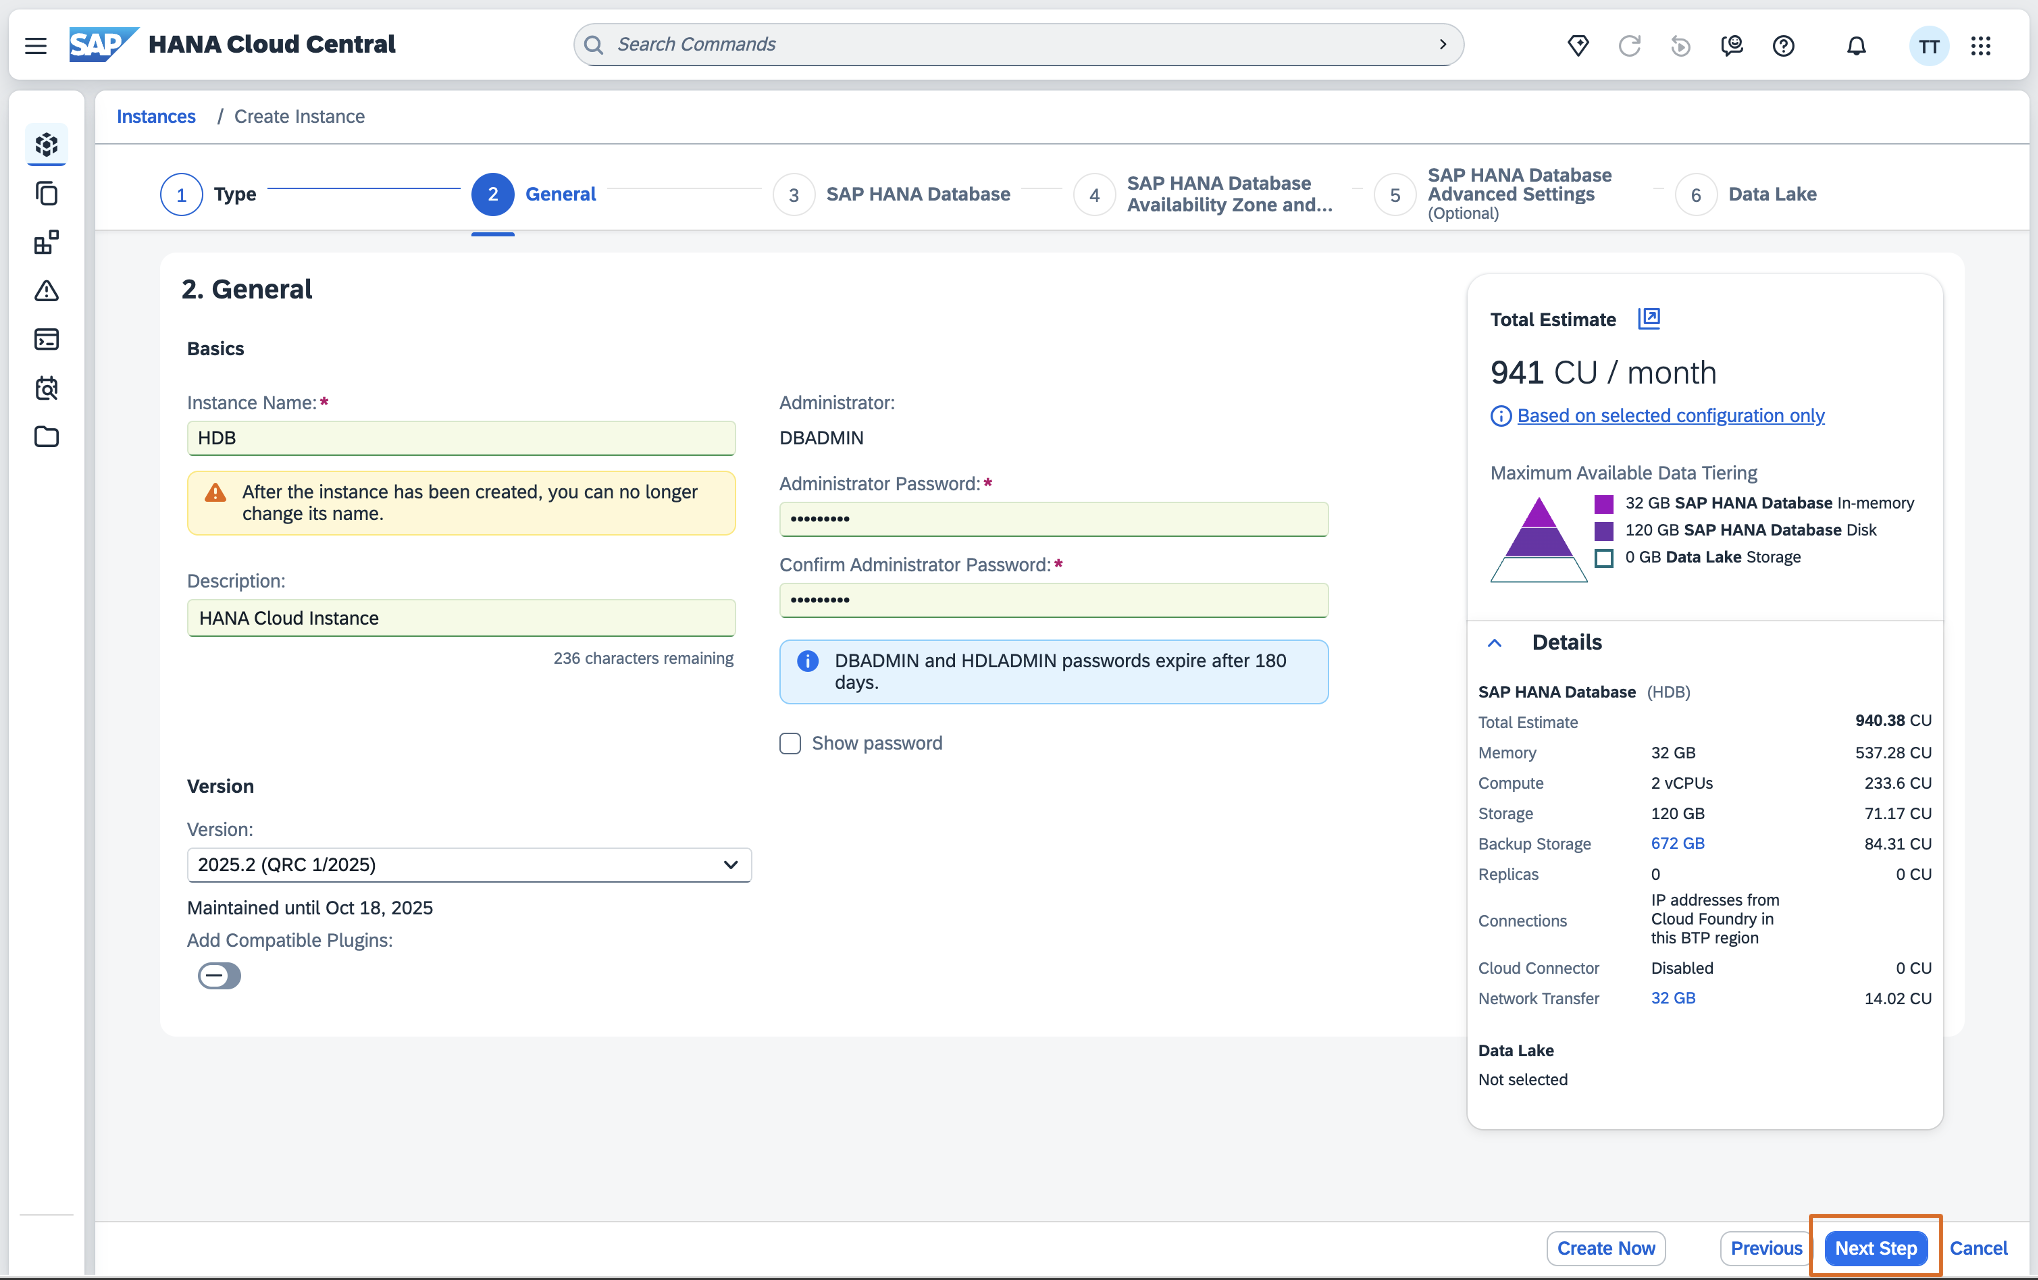 SAP HANA Cloud Central
Search Commands
TT
Instances / Create Instance
1 Type
2 General
3 SAP HANA Database
4 SAP HANA Database
Availability Zone and...
5 SAP HANA Database
Advanced Settings
(Optional)
6 Data Lake
2. General
Basics
Instance Name:*
HDB
After the instance has been created, you can no longer
change its name.
Description:
HANA Cloud Instance
236 characters remaining
Administrator:
DBADMIN
Administrator Password:*
•••••••••
Confirm Administrator Password:*
•••••••••
DBADMIN and HDLADMIN passwords expire after 180
days.
Show password
Version
Version:
2025.2 (QRC 1/2025)
Maintained until Oct 18, 2025
Add Compatible Plugins:
Total Estimate
941 CU / month
Based on selected configuration only
Maximum Available Data Tiering
32 GB SAP HANA Database In-memory
120 GB SAP HANA Database Disk
0 GB Data Lake Storage
Details
SAP HANA Database (HDB)
Total Estimate 940.38 CU
Memory 32 GB 537.28 CU
Compute 2 vCPUs 233.6 CU
Storage 120 GB 71.17 CU
Backup Storage 672 GB 84.31 CU
Replicas 0 0 CU
Connections IP addresses from
Cloud Foundry in
this BTP region
Cloud Connector Disabled 0 CU
Network Transfer 32 GB 14.02 CU
Data Lake
Not selected
Create Now Previous Next Step Cancel